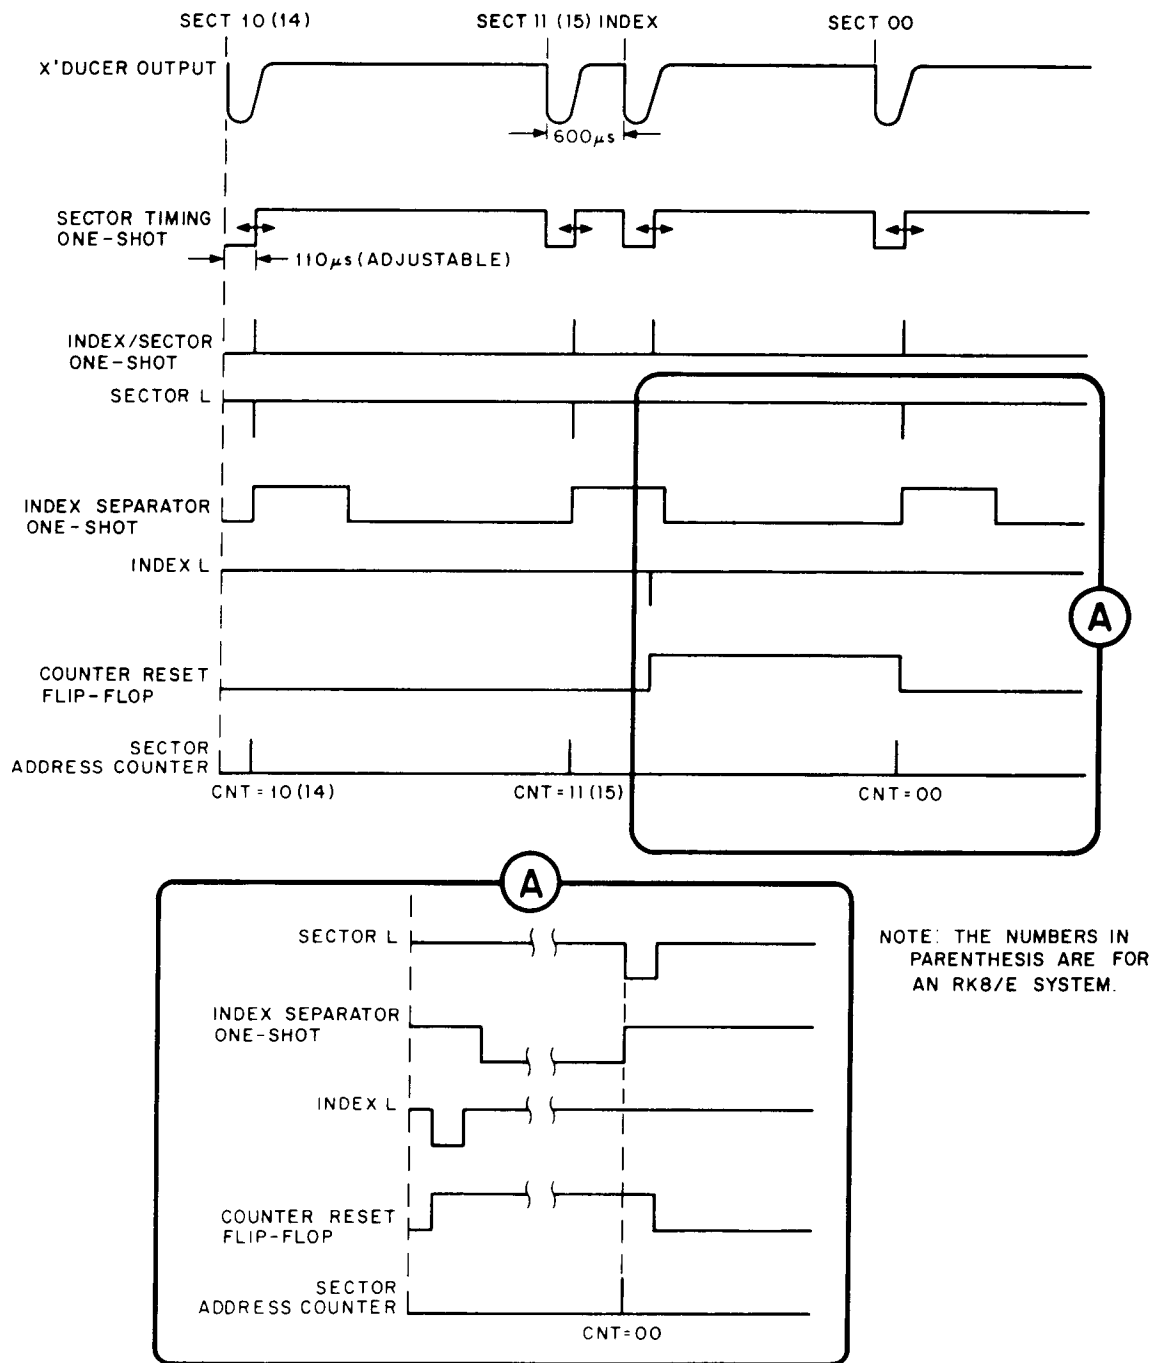 SECT 10 (14)
SECT 11 (15) INDEX
SECT 00
X'DUCER OUTPUT
600µs
SECTOR TIMING
ONE-SHOT
110µs (ADJUSTABLE)
INDEX/SECTOR
ONE-SHOT
SECTOR L
INDEX SEPARATOR
ONE-SHOT
INDEX L
A
COUNTER RESET
FLIP-FLOP
SECTOR
ADDRESS COUNTER
CNT=10 (14)
CNT=11 (15)
CNT=00
A
SECTOR L
NOTE: THE NUMBERS IN
PARENTHESIS ARE FOR
AN RK8/E SYSTEM.
INDEX SEPARATOR
ONE-SHOT
INDEX L
COUNTER RESET
FLIP-FLOP
SECTOR
ADDRESS COUNTER
CNT=00